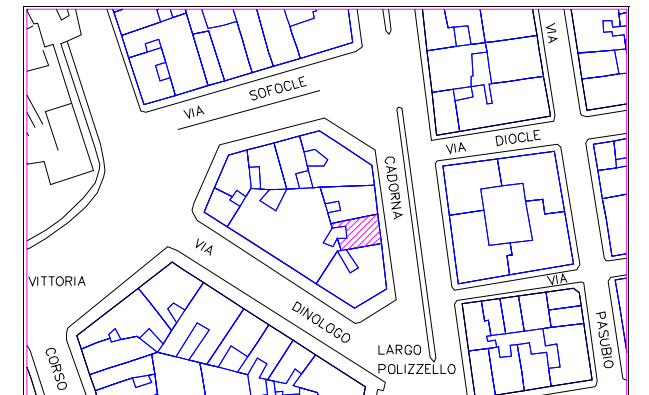 VIA
SOFOCLE
VIA
VIA
DIOCLE
CADORNA
VIA
VITTORIA
VIA
DINOLOGO
LARGO
POLIZZELLO
CORSO
PASUBIO